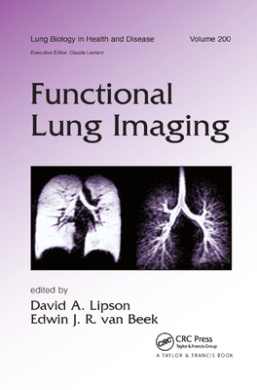 Lung Biology in Health and Disease Volume 200
Executive Editor: Claude Lenfant
Functional
Lung Imaging
edited by
David A. Lipson
Edwin J. R. van Beek
CRC Press
Taylor & Francis Group
A TAYLOR & FRANCIS BOOK